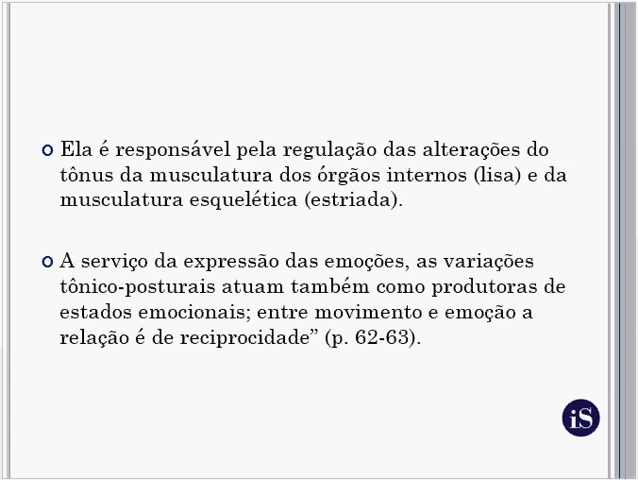 Ela é responsável pela regulação das alterações do
tônus da musculatura dos órgãos internos (lisa) e da
musculatura esquelética (estriada).
A serviço da expressão das emoções, as variações
tônico-posturais atuam também como produtoras de
estados emocionais; entre movimento e emoção a
relação é de reciprocidade” (p. 62-63).
iS